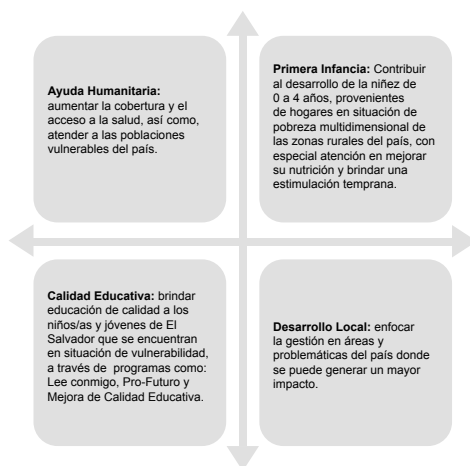 Ayuda Humanitaria:
aumentar la cobertura y el
acceso a la salud, así como,
atender a las poblaciones
vulnerables del país.
Primera Infancia: Contribuir
al desarrollo de la niñez de
0 a 4 años, provenientes
de hogares en situación de
pobreza multidimensional de
las zonas rurales del país, con
especial atención en mejorar
su nutrición y brindar una
estimulación temprana.
Calidad Educativa: brindar
educación de calidad a los
niños/as y jóvenes de El
Salvador que se encuentran
en situación de vulnerabilidad,
a través de programas como:
Lee conmigo, Pro-Futuro y
Mejora de Calidad Educativa.
Desarrollo Local: enfocar
la gestión en áreas y
problemáticas del país donde
se puede generar un mayor
impacto.